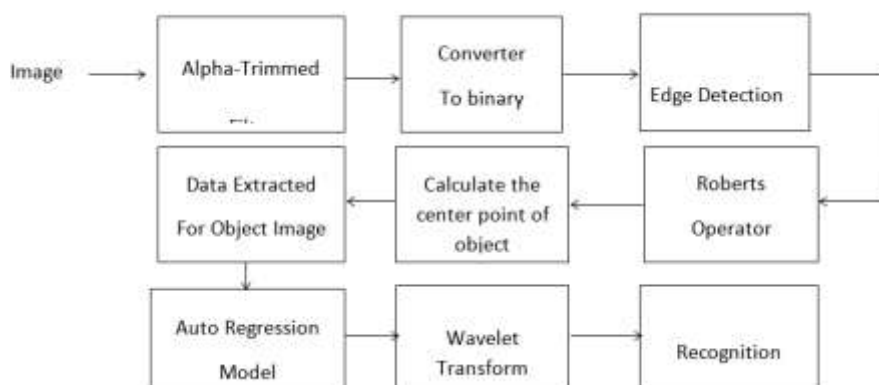 Image
Alpha-Trimmed
Converter
To binary
Edge Detection
Roberts
Operator
Calculate the
center point of
object
Data Extracted
For Object Image
Auto Regression
Model
Wavelet
Transform
Recognition